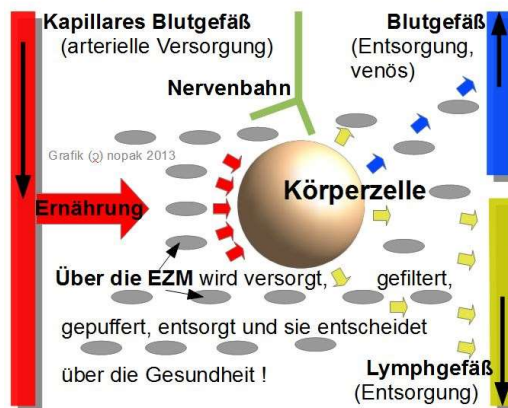 Kapillares Blutgefäß
(arterielle Versorgung)
Blutgefäß
(Entsorgung,
venös)
Nervenbahn
Grafik (ɔ) nopak 2013
Körperzelle
Ernährung
Über die EZM wird versorgt, gefiltert,
gepuffert, entsorgt und sie entscheidet
über die Gesundheit !
Lymphgefäß
(Entsorgung)